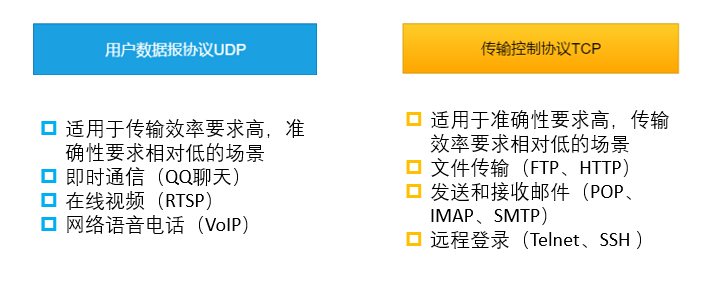 用户数据报协议UDP
适用于传输效率要求高，准
确性要求相对低的场景
即时通信（QQ聊天）
在线视频（RTSP）
网络语音电话（VoIP）
传输控制协议TCP
适用于准确性要求高，传输
效率要求相对低的场景
文件传输（FTP、HTTP）
发送和接收邮件（POP、
IMAP、SMTP）
远程登录（Telnet、SSH ）